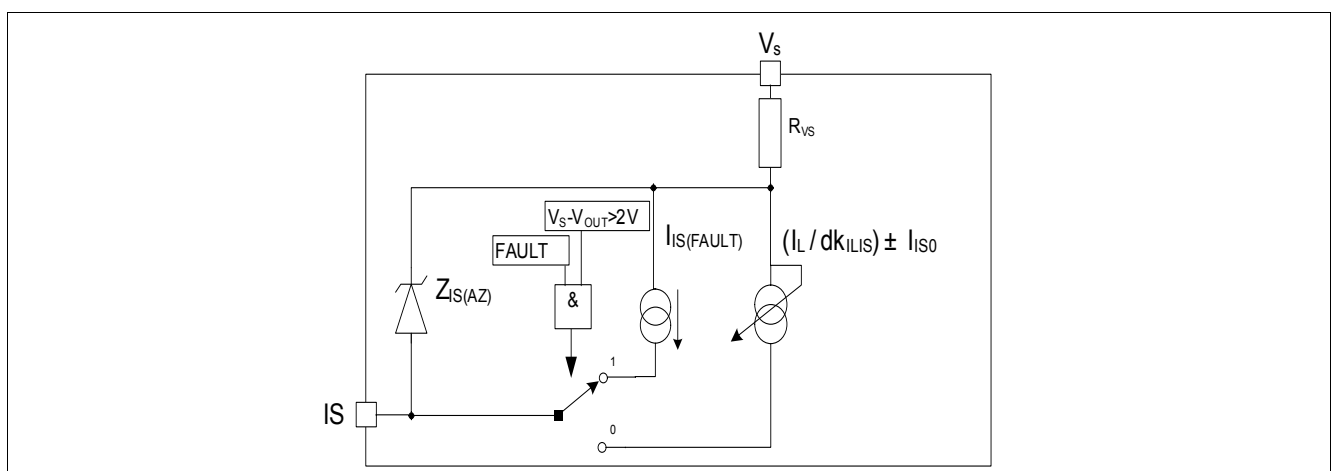 Vs
RVS
VS-VOUT>2V
FAULT
IIS(FAULT)
(IL / dkILIS) ± IIS0
ZIS(AZ)
&
1
IS
0